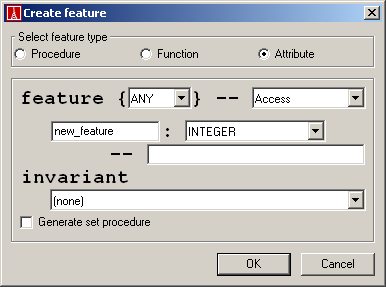 Create feature
Select feature type
Procedure Function Attribute
feature { ANY } -- Access
new_feature : INTEGER
--
invariant
(none)
Generate set procedure
OK Cancel